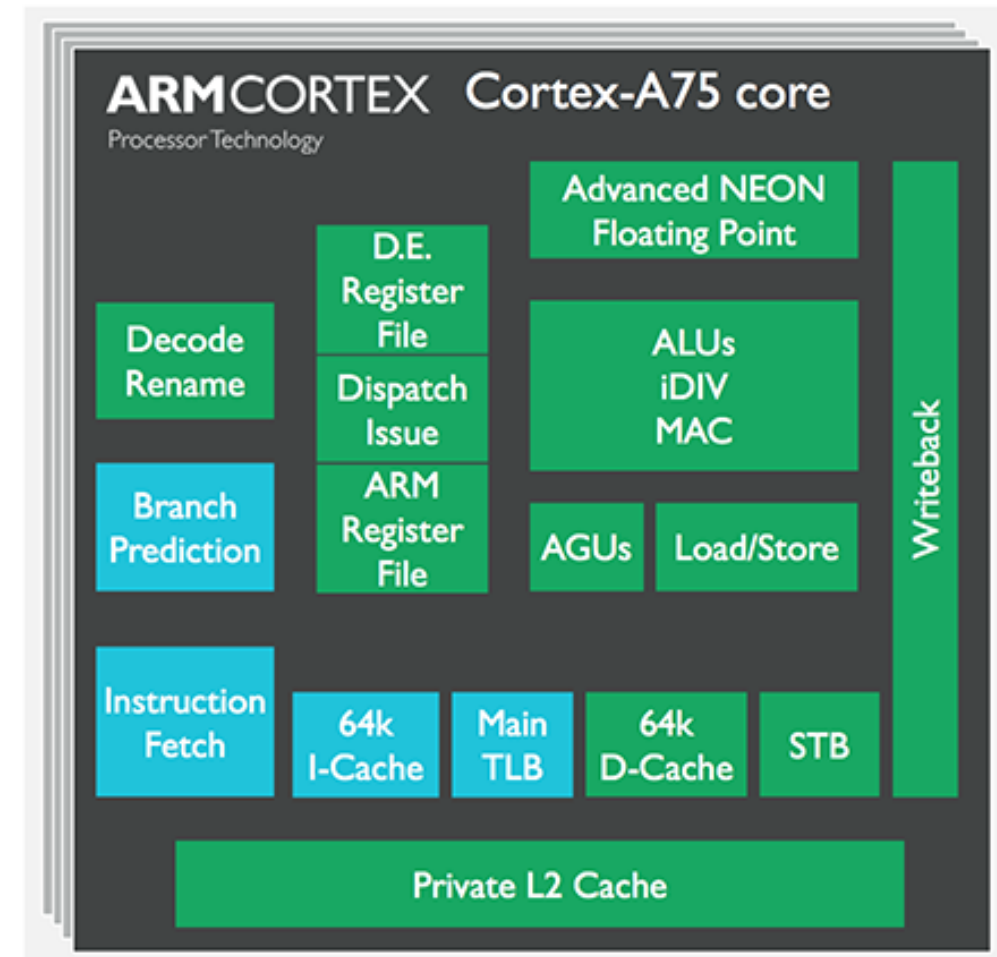 ARMCORTEX Cortex-A75 core
Processor Technology
Advanced NEON
Floating Point
D.E.
Register
File
Decode
Rename
Dispatch
Issue
ALUs
iDIV
MAC
Writeback
Branch
Prediction
ARM
Register
File
AGUs
Load/Store
Instruction
Fetch
64k
I-Cache
Main
TLB
64k
D-Cache
STB
Private L2 Cache